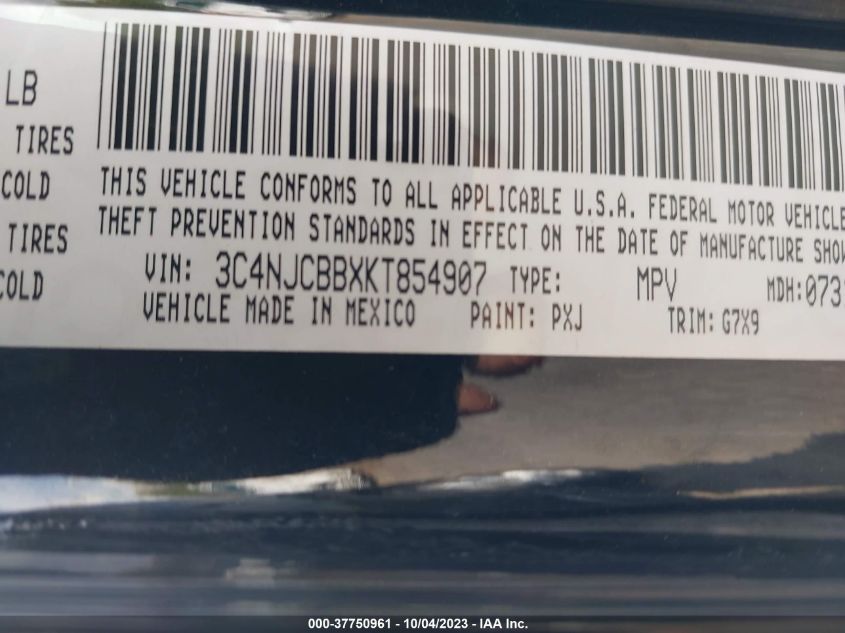 LB
TIRES
COLD
THIS VEHICLE CONFORMS TO ALL APPLICABLE U.S.A. FEDERAL MOTOR VEHICLE
TIRES
THEFT PREVENTION STANDARDS IN EFFECT ON THE DATE OF MANUFACTURE SHOW
COLD
VIN: 3C4NJCBBXKT854907 TYPE: MPV MDH:073
VEHICLE MADE IN MEXICO PAINT: PXJ TRIM: G7X9
000-37750961 - 10/04/2023 - IAA Inc.